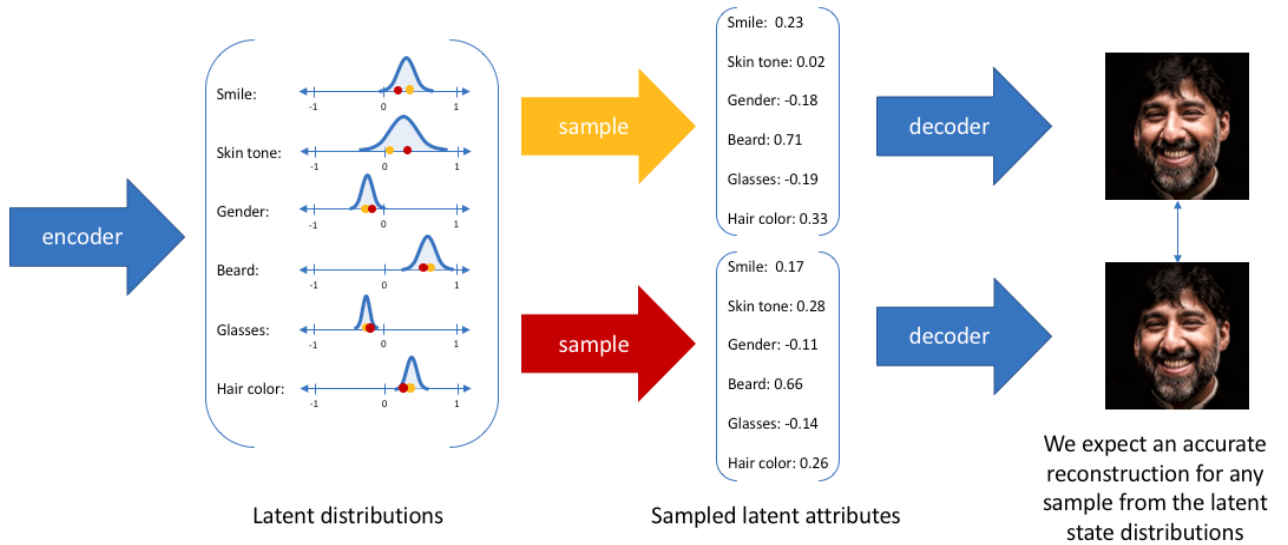 encoder
Smile:
-1 0 1
Skin tone:
-1 0 1
Gender:
-1 0 1
Beard:
-1 0 1
Glasses:
-1 0 1
Hair color:
-1 0 1
Latent distributions
sample
sample
Smile: 0.23
Skin tone: 0.02
Gender: -0.18
Beard: 0.71
Glasses: -0.19
Hair color: 0.33
Smile: 0.17
Skin tone: 0.28
Gender: -0.11
Beard: 0.66
Glasses: -0.14
Hair color: 0.26
Sampled latent attributes
decoder
decoder
We expect an accurate
reconstruction for any
sample from the latent
state distributions